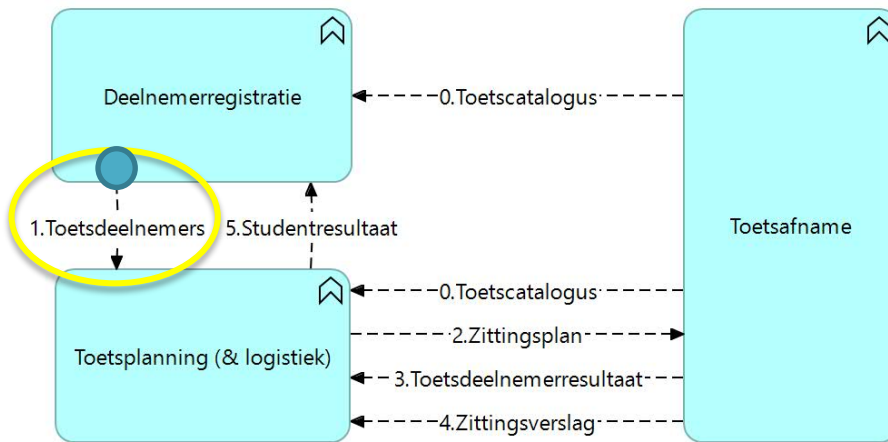 Deelnemerregistratie
0.Toetscatalogus
1.Toetsdeelnemers
5.Studentresultaat
Toetsafname
0.Toetscatalogus
2.Zittingsplan
Toetsplanning (& logistiek)
3.Toetsdeelnemerresultaat
4.Zittingsverslag